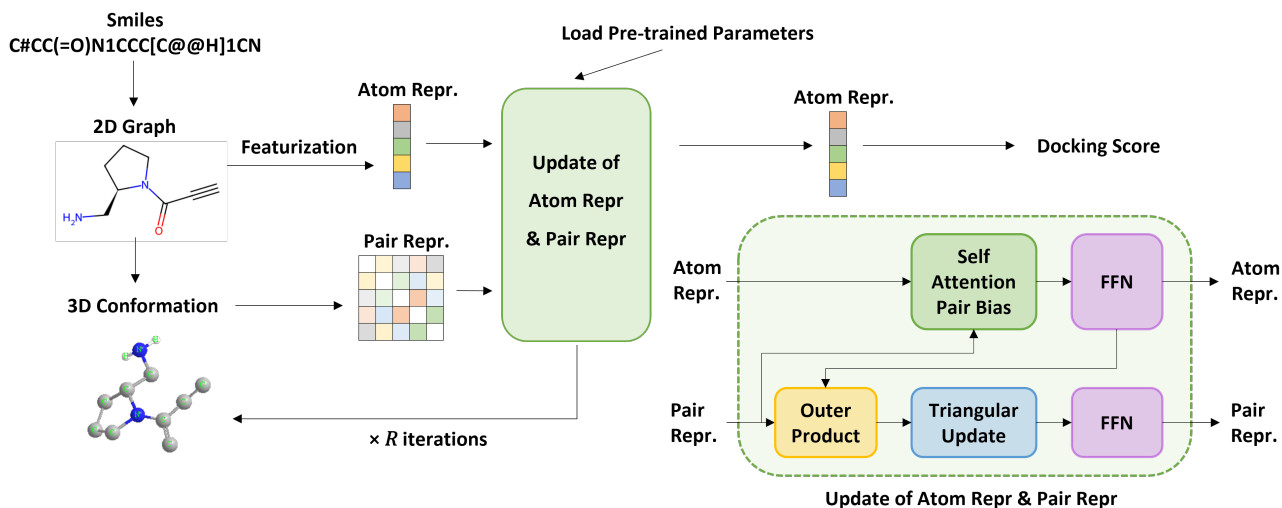 Smiles
C#CC(=O)N1CCC[C@@H]1CN
Load Pre-trained Parameters
2D Graph
Featurization
Atom Repr.
N
H₂N
O
Update of
Atom Repr
& Pair Repr
Atom Repr.
Docking Score
3D Conformation
Pair Repr.
× R iterations
Atom
Repr.
Self
Attention
Pair Bias
FFN
Atom
Repr.
Pair
Repr.
Outer
Product
Triangular
Update
FFN
Pair
Repr.
Update of Atom Repr & Pair Repr